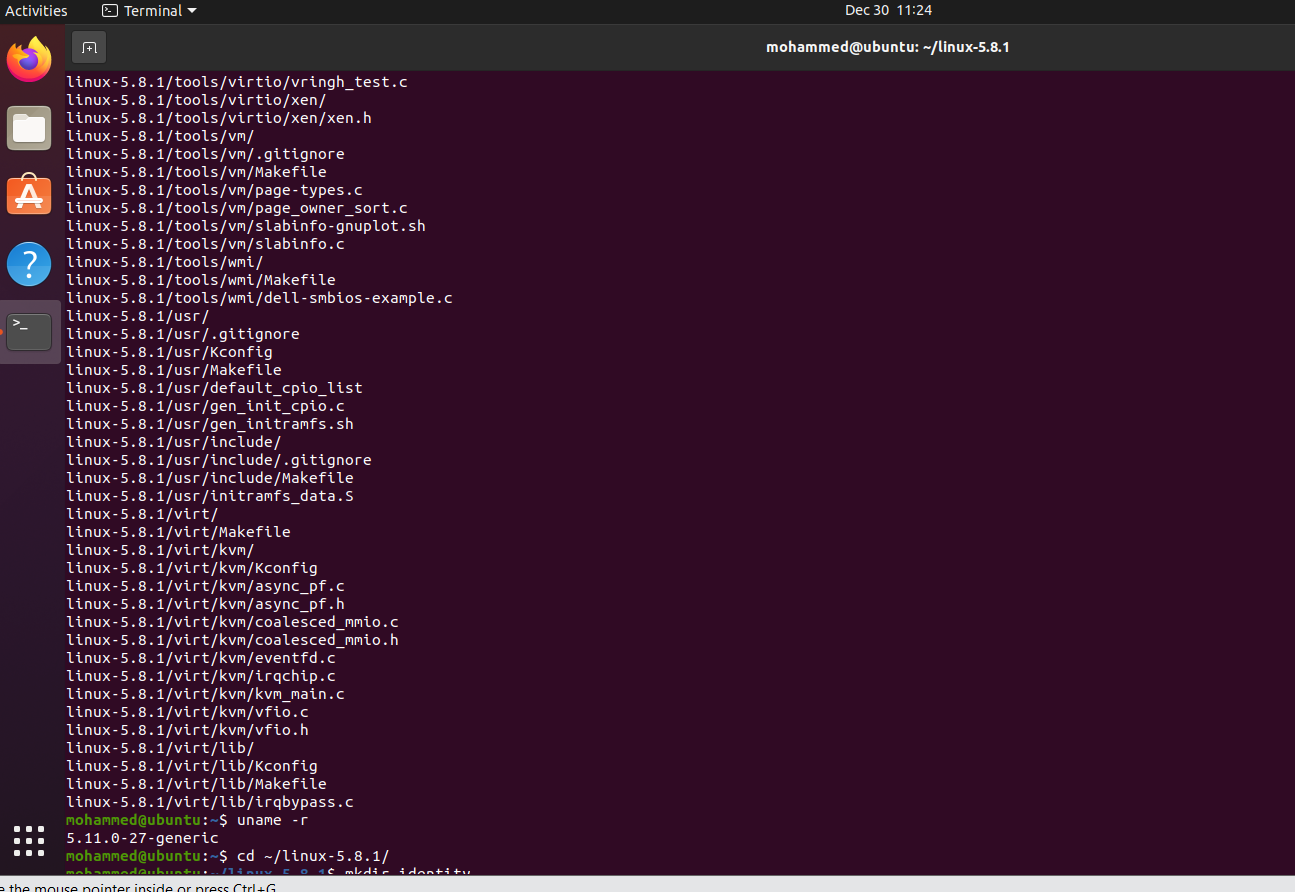 Activities
Terminal
Dec 30 11:24
mohammed@ubuntu: ~/linux-5.8.1
linux-5.8.1/tools/virtio/vringh_test.c
linux-5.8.1/tools/virtio/xen/
linux-5.8.1/tools/virtio/xen/xen.h
linux-5.8.1/tools/vm/
linux-5.8.1/tools/vm/.gitignore
linux-5.8.1/tools/vm/Makefile
linux-5.8.1/tools/vm/page-types.c
linux-5.8.1/tools/vm/page_owner_sort.c
linux-5.8.1/tools/vm/slabinfo-gnuplot.sh
linux-5.8.1/tools/vm/slabinfo.c
linux-5.8.1/tools/wmi/
linux-5.8.1/tools/wmi/Makefile
linux-5.8.1/tools/wmi/dell-smbios-example.c
linux-5.8.1/usr/
linux-5.8.1/usr/.gitignore
linux-5.8.1/usr/Kconfig
linux-5.8.1/usr/Makefile
linux-5.8.1/usr/default_cpio_list
linux-5.8.1/usr/gen_init_cpio.c
linux-5.8.1/usr/gen_initramfs.sh
linux-5.8.1/usr/include/
linux-5.8.1/usr/include/.gitignore
linux-5.8.1/usr/include/Makefile
linux-5.8.1/usr/initramfs_data.S
linux-5.8.1/virt/
linux-5.8.1/virt/Makefile
linux-5.8.1/virt/kvm/
linux-5.8.1/virt/kvm/Kconfig
linux-5.8.1/virt/kvm/async_pf.c
linux-5.8.1/virt/kvm/async_pf.h
linux-5.8.1/virt/kvm/coalesced_mmio.c
linux-5.8.1/virt/kvm/coalesced_mmio.h
linux-5.8.1/virt/kvm/eventfd.c
linux-5.8.1/virt/kvm/irqchip.c
linux-5.8.1/virt/kvm/kvm_main.c
linux-5.8.1/virt/kvm/vfio.c
linux-5.8.1/virt/kvm/vfio.h
linux-5.8.1/virt/lib/
linux-5.8.1/virt/lib/Kconfig
linux-5.8.1/virt/lib/Makefile
linux-5.8.1/virt/lib/irqbypass.c
mohammed@ubuntu:~$ uname -r
5.11.0-27-generic
mohammed@ubuntu:~$ cd ~/linux-5.8.1/
mohammed@ubuntu:~/linux-5.8.1$ mkdir identity
e the mouse pointer inside or press Ctrl+G